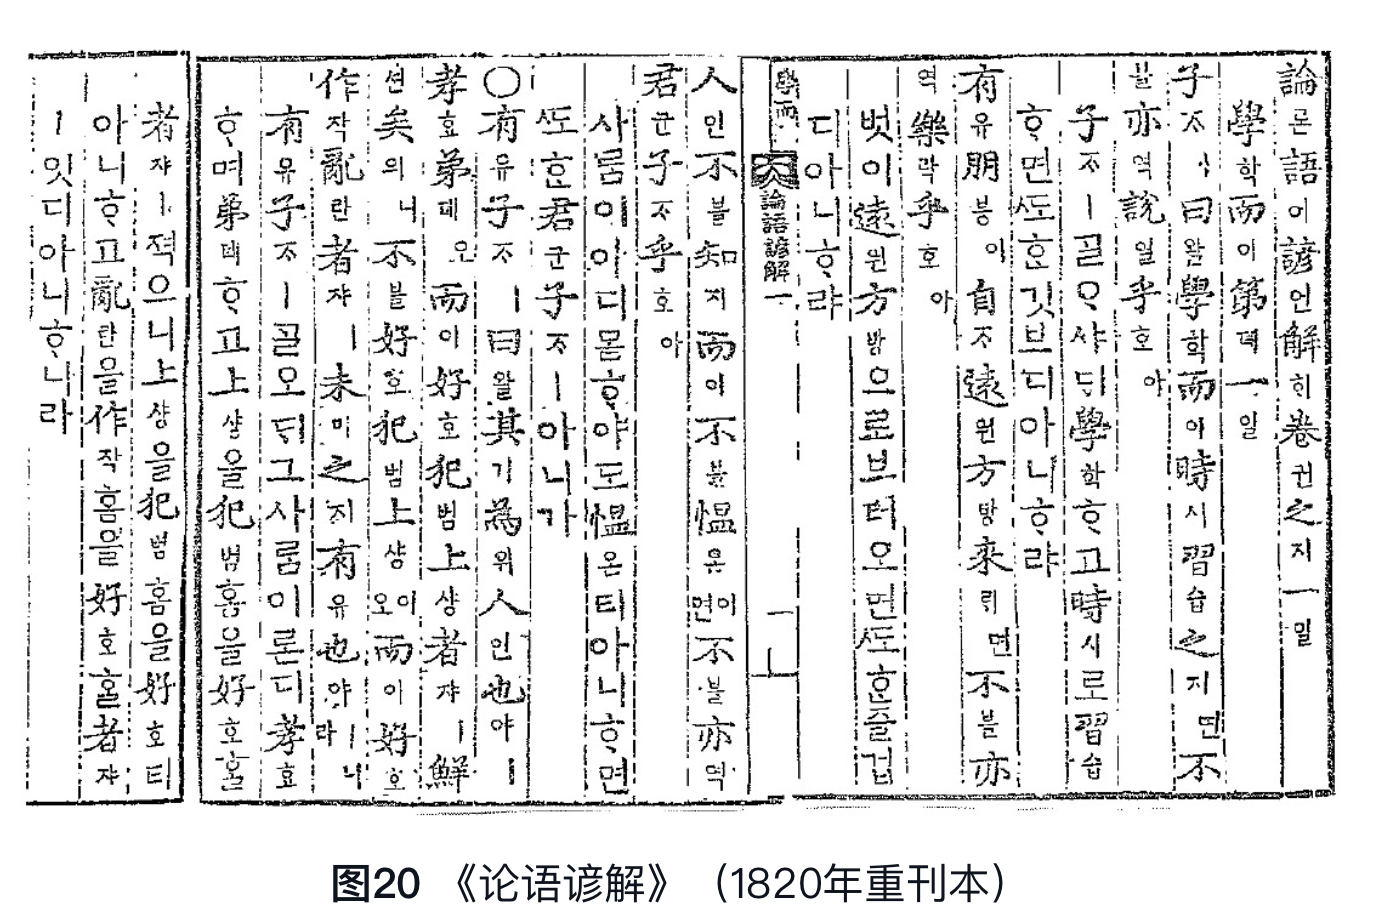 論론語어諺언解ᄒᆡ卷권之지一일
學학而이第뎨一일
子ᄌᆞㅣ曰왈學학而이時시習습之지면不
블亦역說열乎호아
子ᄌᆞㅣᄀᆞᆯᄋᆞ샤ᄃᆡ學학ᄒᆞ고時시로習습
ᄒᆞ면ᄯᅩᄒᆞᆫ깃브디아니ᄒᆞ랴
有유朋붕이自ᄌᆞ遠원方방來ᄅᆡ면不블亦
역樂락乎호아
벗이遠원方방으로브터오면ᄯᅩᄒᆞᆫ즐겁
디아니ᄒᆞ랴
學而 論語諺解一 一
人인不블知지而이不블慍온이면不블亦역
君군子ᄌᆞ乎호아
사ᄅᆞᆷ이아디몯ᄒᆞ야도慍온티아니ᄒᆞ면
ᄯᅩᄒᆞᆫ君군子ᄌᆞㅣ아니가
○有유子ᄌᆞㅣ曰왈其기為위人인也야ㅣ
孝효弟뎨오而이好호犯범上샹者쟈ㅣ鮮
션矣의니不블好호犯범上샹이오而이好호
作작亂란者쟈ㅣ未미之지有유也야ㅣ니라
有유子ᄌᆞㅣᄀᆞᆯ오ᄃᆡ그사ᄅᆞᆷ이론디孝효
ᄒᆞ며弟뎨ᄒᆞ고上샹을犯범홈을好호홀
者쟈ㅣ젹으니上샹을犯범홈을好호티
아니ᄒᆞ고亂란을作작홈을好호홀者쟈
ㅣ잇디아니ᄒᆞ니라
图20 《论语谚解》（1820年重刊本）